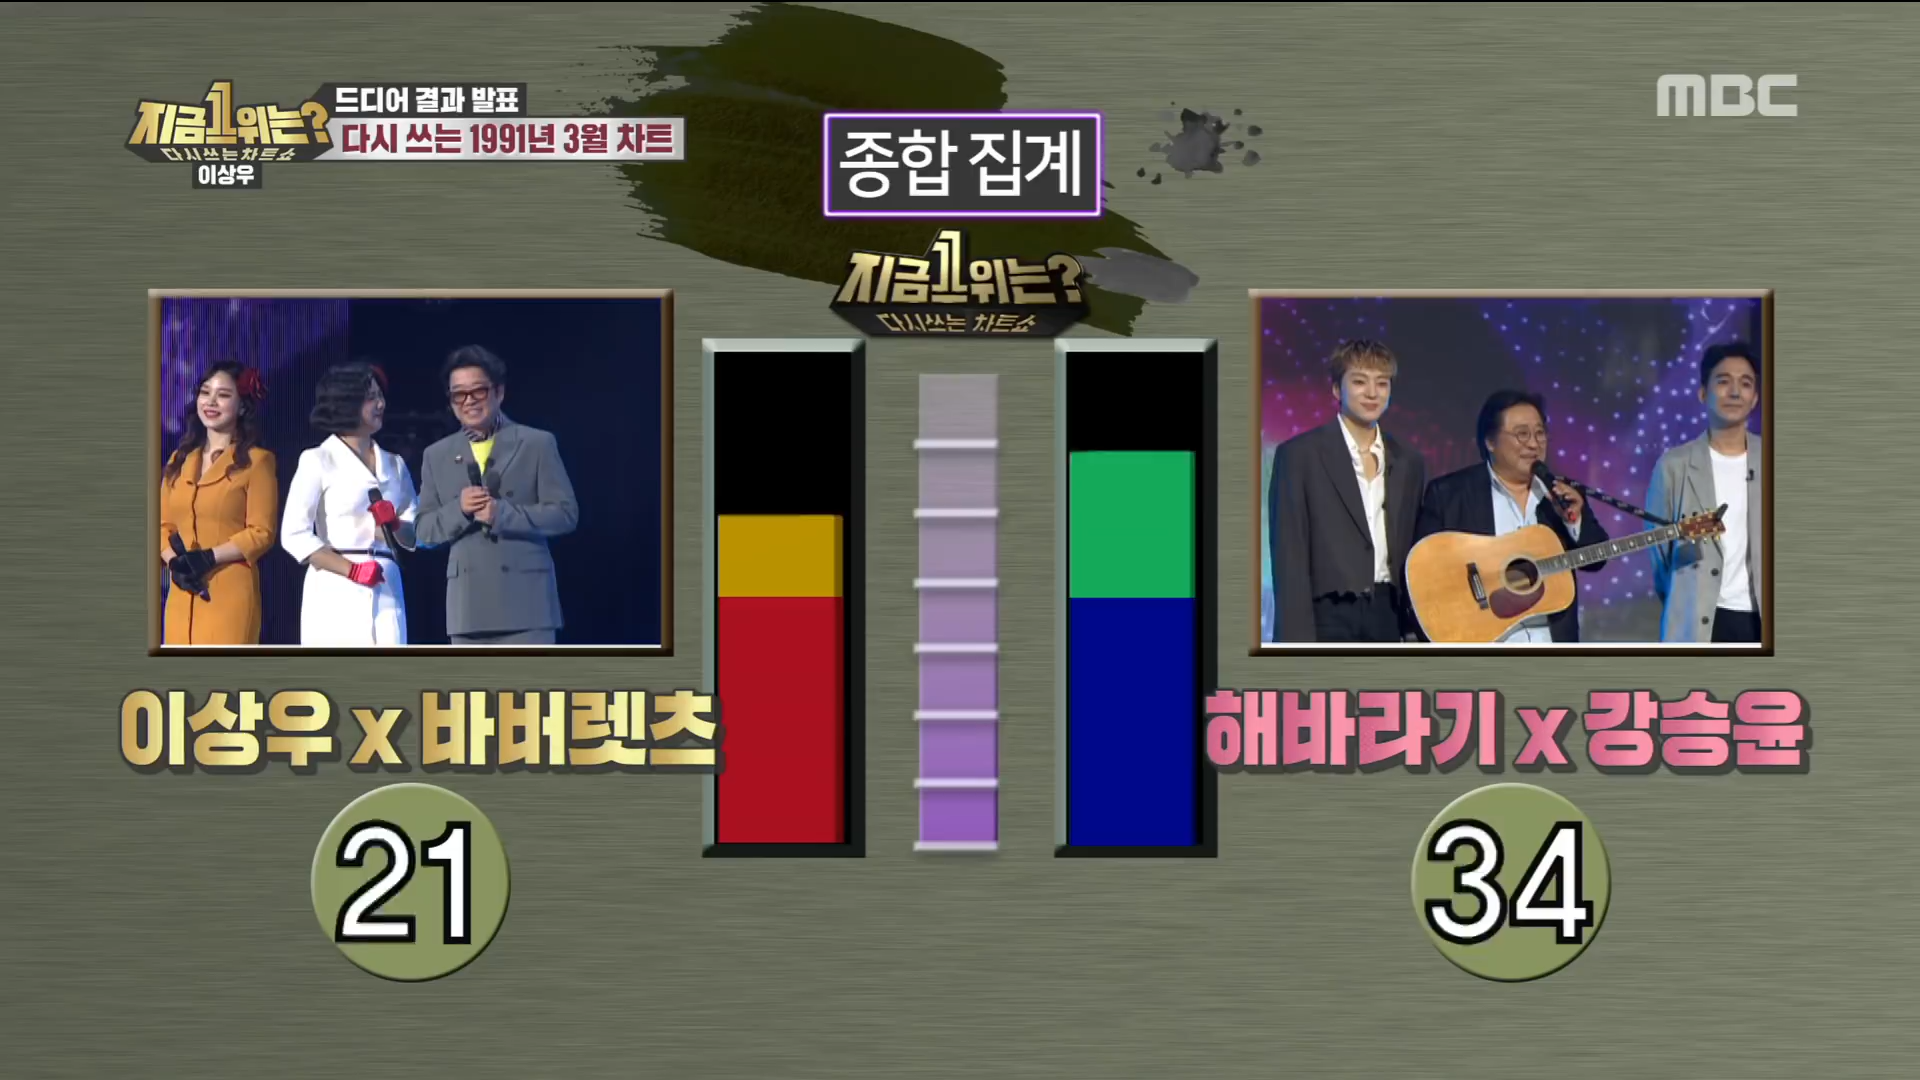 지금1위는?
다시쓰는차트쇼
이상우
드디어 결과 발표
다시 쓰는 1991년 3월 차트
MBC
종합 집계
지금1위는?
다시쓰는 차트쇼
이상우 x 바버렛츠
21
해바라기 x 강승윤
34